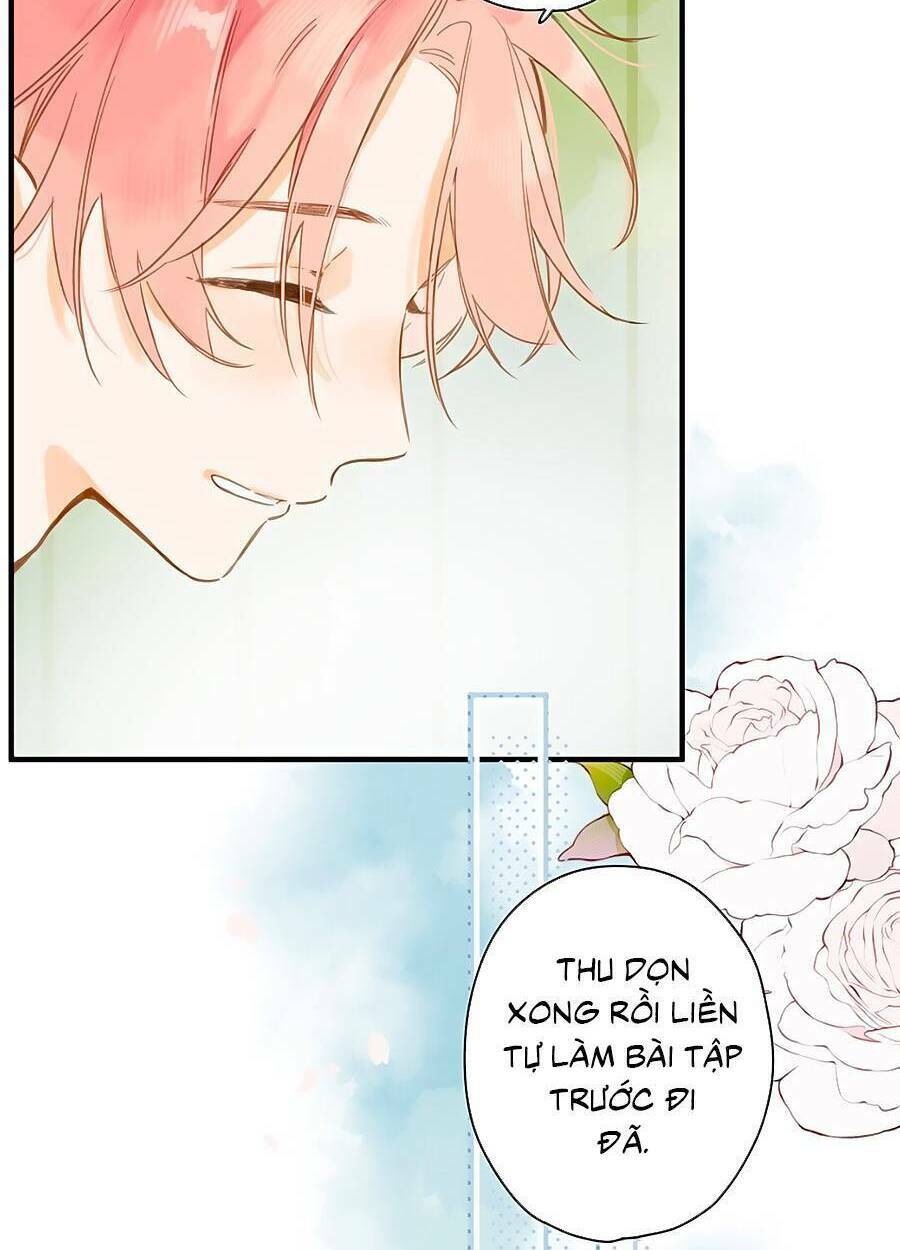 THU DỌN
XONG RỒI LIỀN
TỰ LÀM BÀI TẬP
TRƯỚC ĐI
ĐÃ.